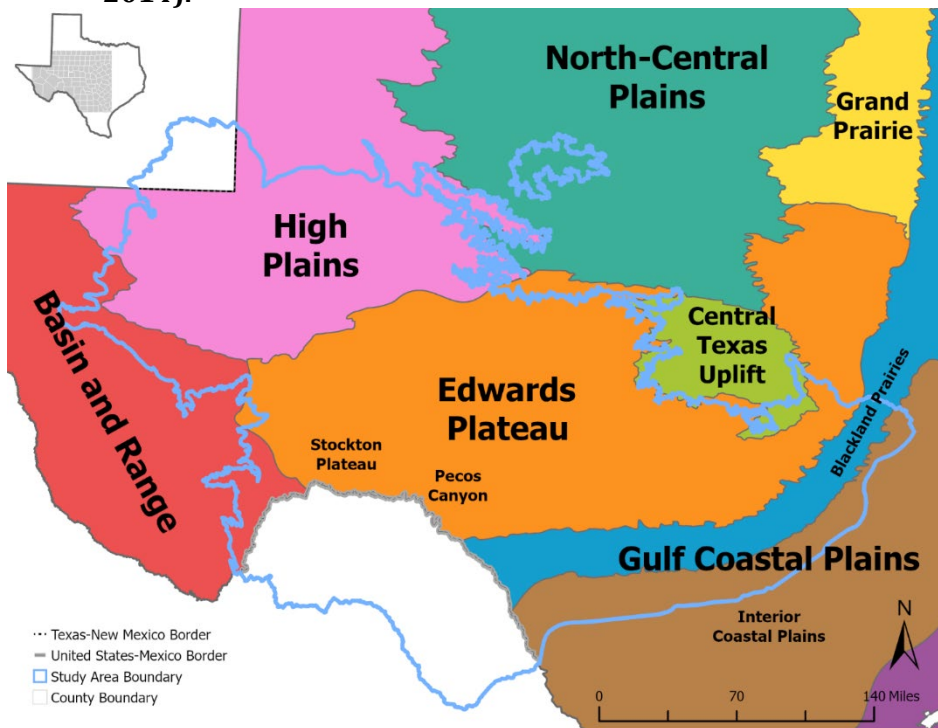 2014).
North-Central
Plains
Grand
Prairie
High
Plains
Basin and Range
Central
Texas
Uplift
Edwards
Plateau
Stockton
Plateau
Pecos
Canyon
Blackland Prairies
Gulf Coastal Plains
Interior
Coastal Plains
N
Texas-New Mexico Border
United States-Mexico Border
Study Area Boundary
County Boundary
0 70 140 Miles